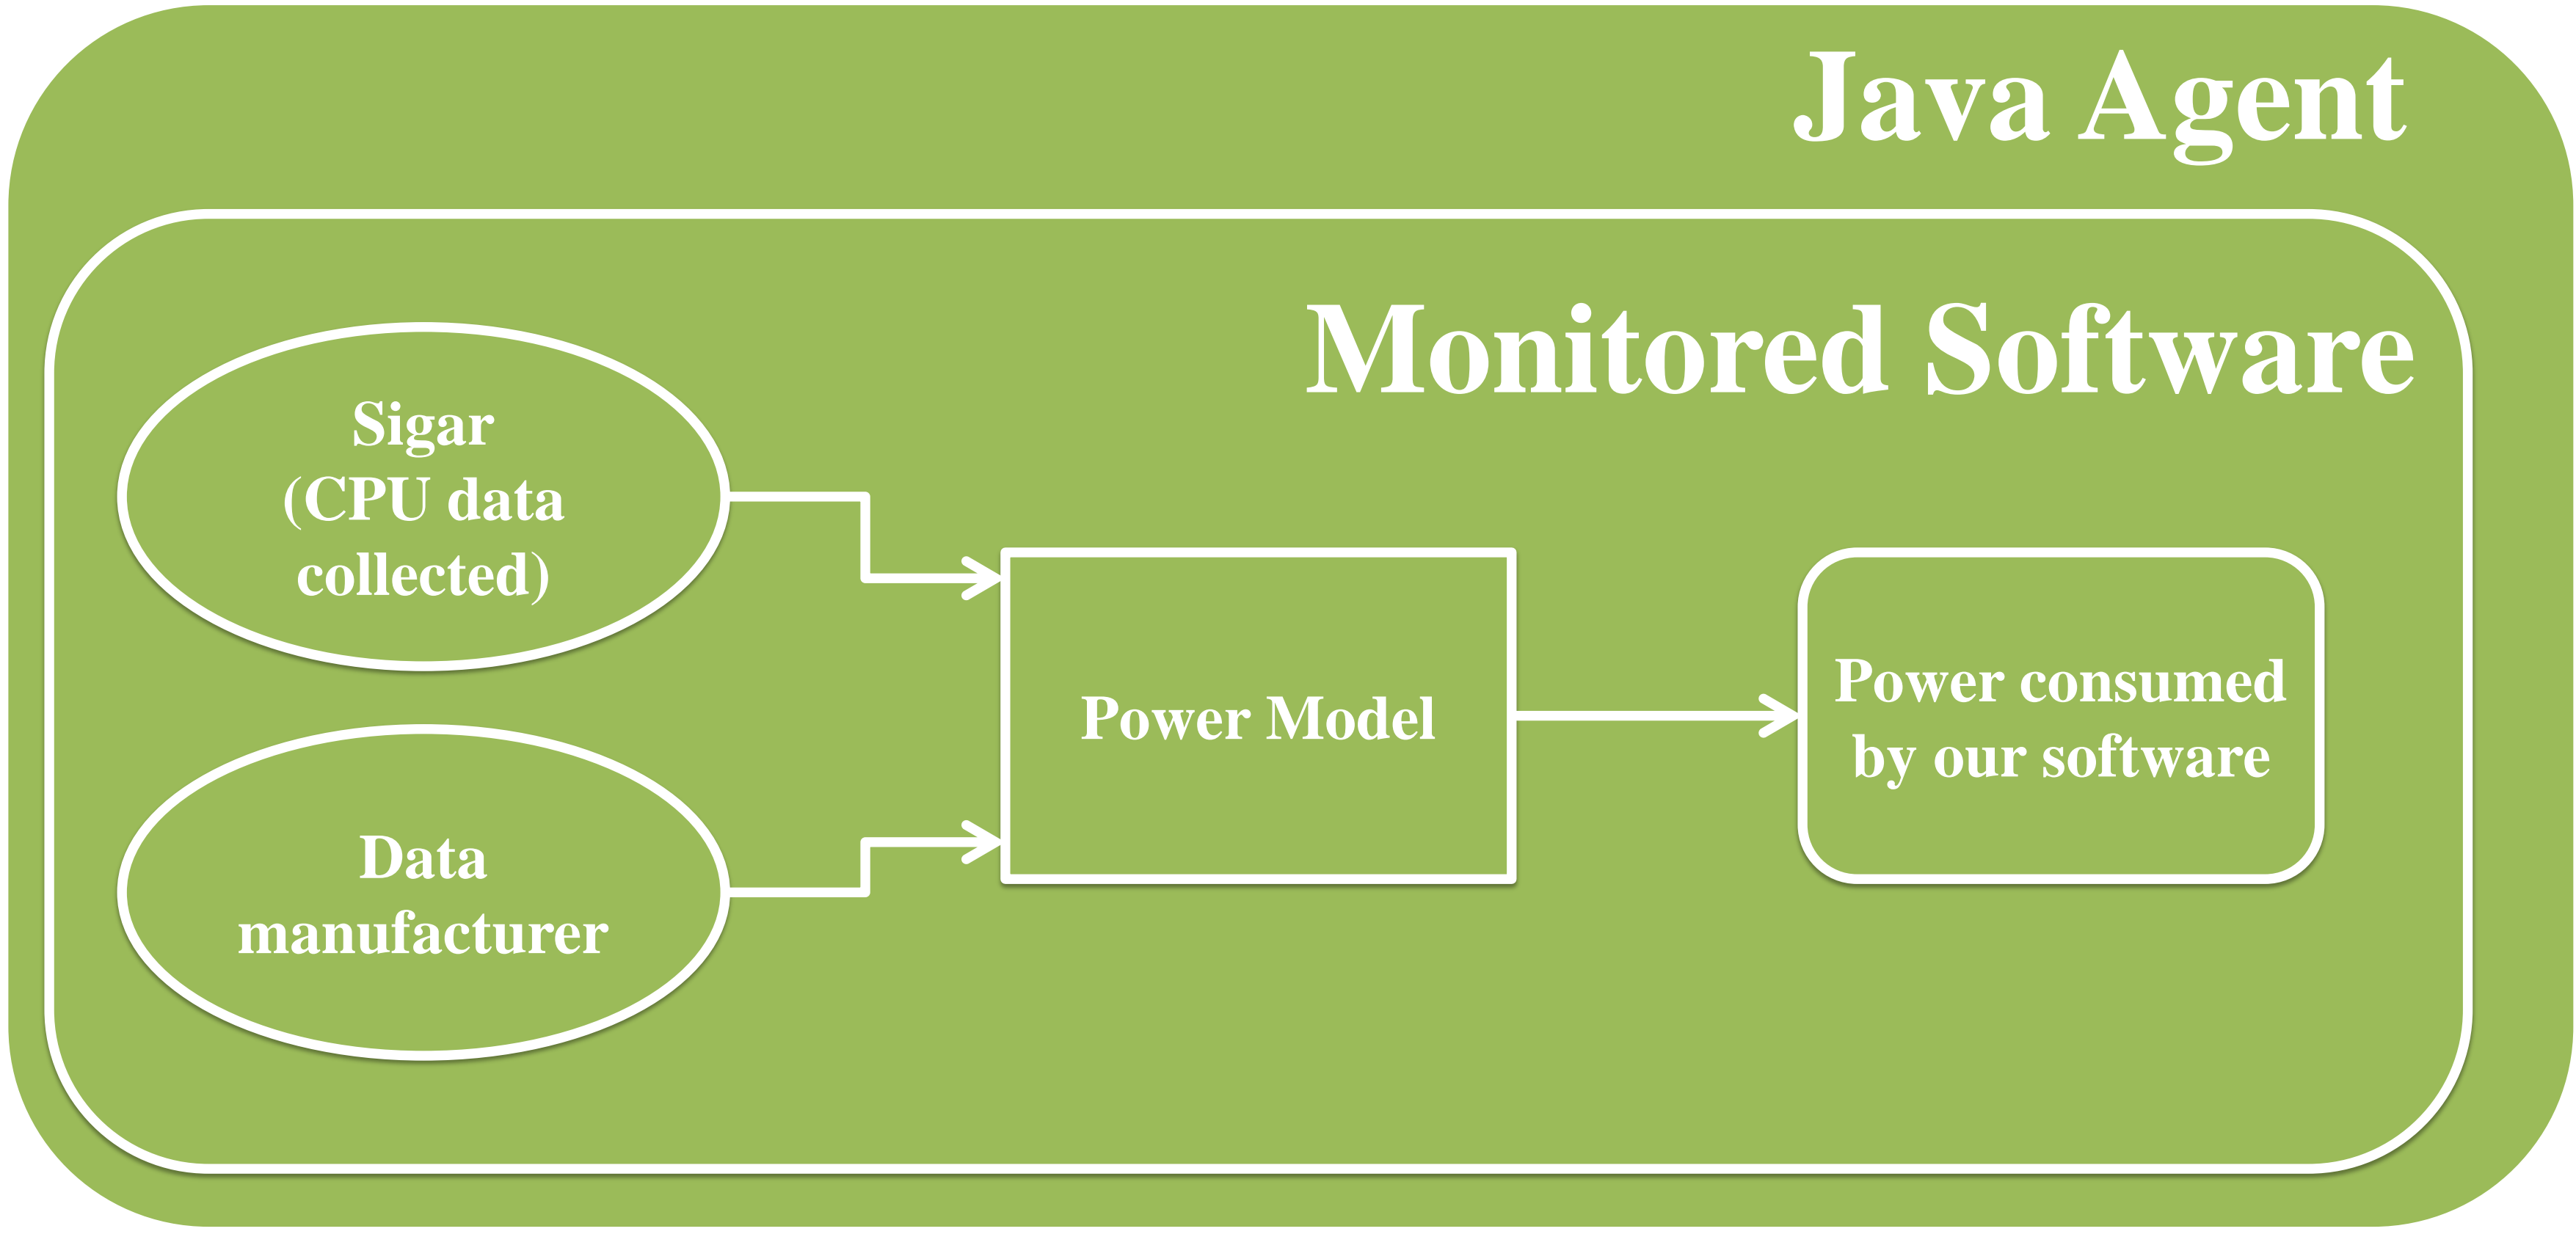 Java Agent
Monitored Software
Sigar
(CPU data
collected)
Data
manufacturer
Power Model
Power consumed
by our software